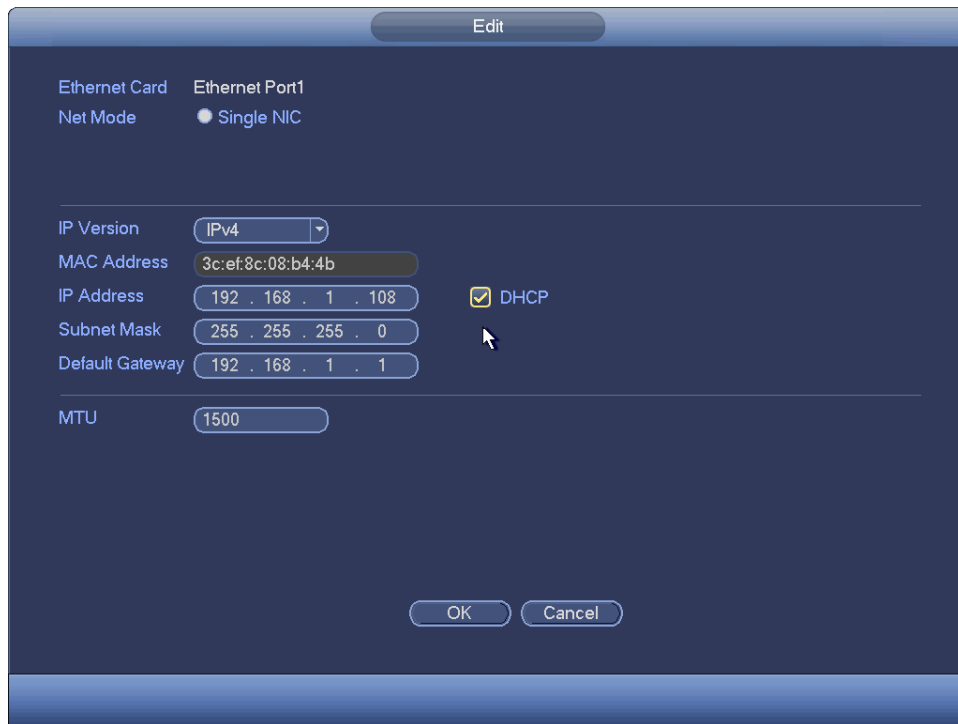 Edit
Ethernet Card Ethernet Port1
Net Mode Single NIC
IP Version IPv4
MAC Address 3c:ef:8c:08:b4:4b
IP Address 192 . 168 . 1 . 108 DHCP
Subnet Mask 255 . 255 . 255 . 0
Default Gateway 192 . 168 . 1 . 1
MTU 1500
OK Cancel